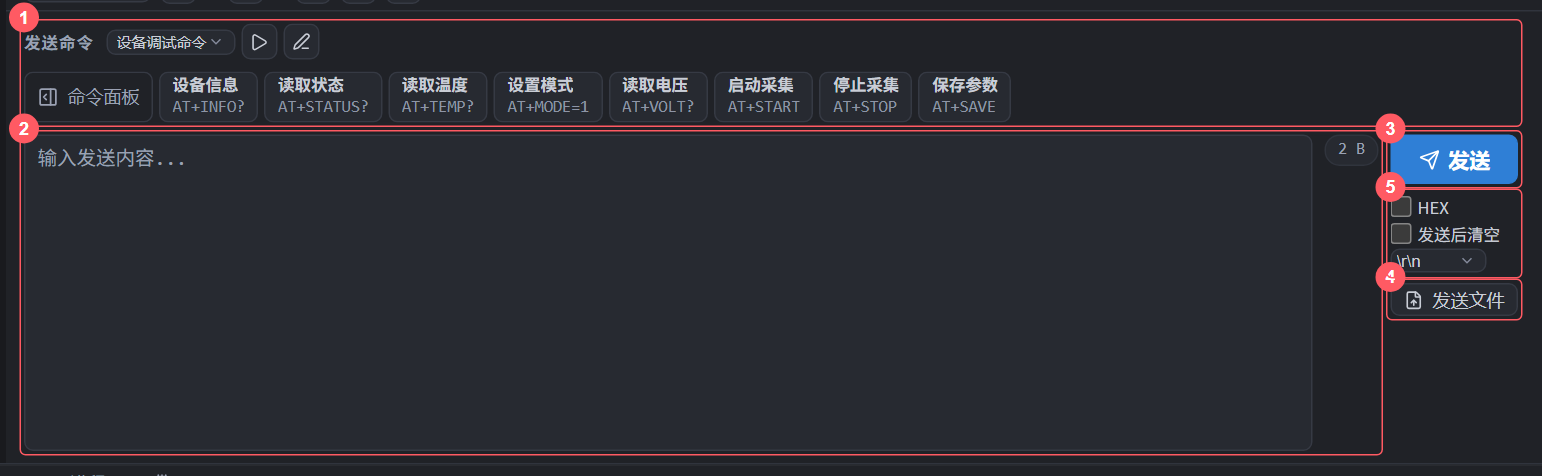 1
发送命令 设备调试命令
命令面板
设备信息 读取状态 读取温度 设置模式 读取电压 启动采集 停止采集 保存参数
AT+INFO? AT+STATUS? AT+TEMP? AT+MODE=1 AT+VOLT? AT+START AT+STOP AT+SAVE
2
输入发送内容...
2 B
3
发送
5
HEX
发送后清空
\r\n
4
发送文件